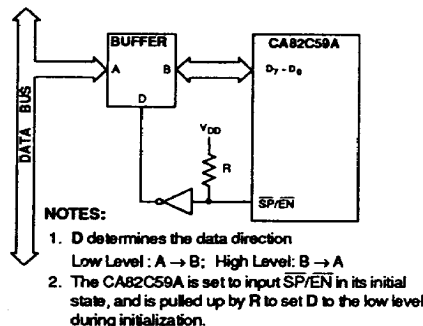 BUFFER
CA82C59A
A
B
D7 - D0
D
DATA BUS
VDD
R
SP/EN
NOTES:
1. D determines the data direction
Low Level : A → B; High Level: B → A
2. The CA82C59A is set to input SP/EN in its initial
state, and is pulled up by R to set D to the low level
during initialization.